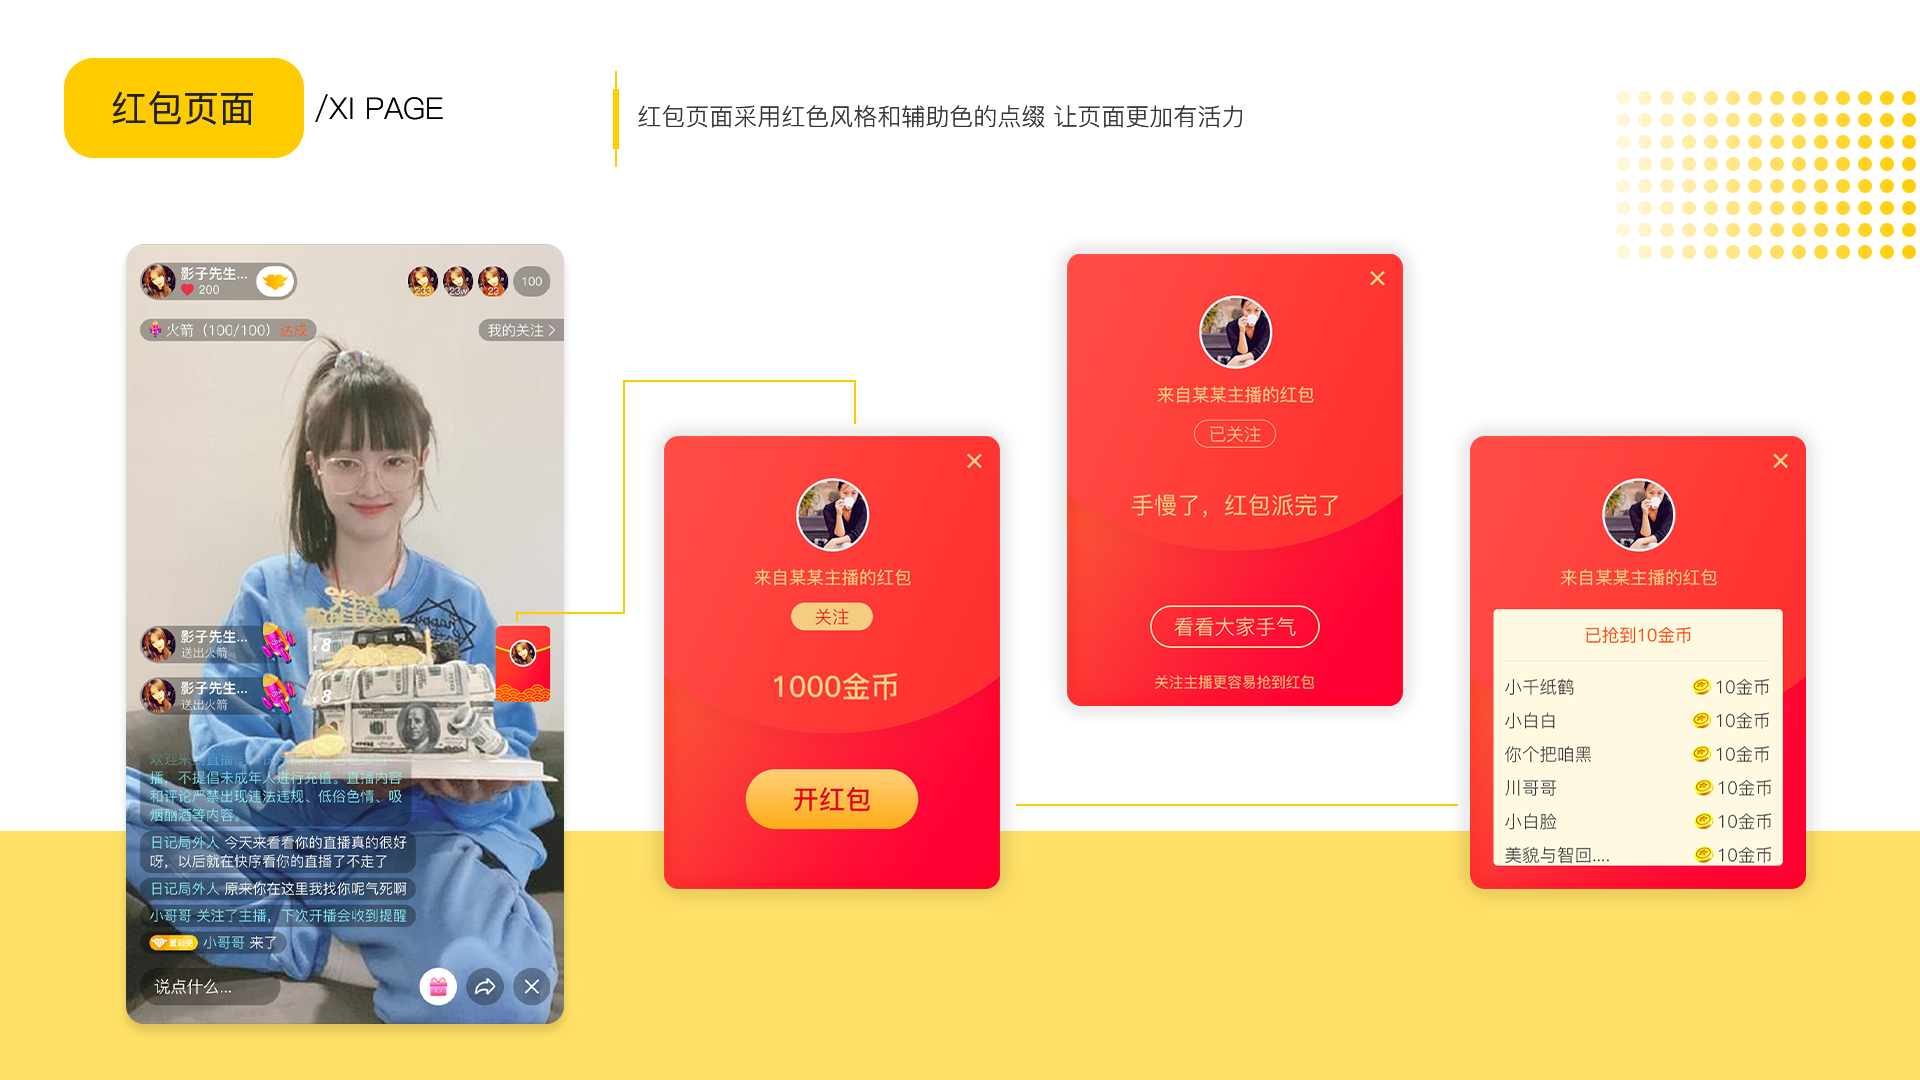 红包页面
/XI PAGE
红包页面采用红色风格和辅助色的点缀 让页面更加有活力
影子先生...
200
233
23w
23
100
火箭（100/100）达成
我的关注
影子先生...
送出火箭
x 8
影子先生...
送出火箭
x 8
播，不提倡未成年人进行充值。直播内容
和评论严禁出现违法违规、低俗色情、吸
烟酗酒等内容。
日记局外人 今天来看看你的直播真的很好
呀，以后就在快序看你的直播了不走了
日记局外人 原来你在这里我找你呢气死啊
小哥哥 关注了主播，下次开播会收到提醒
小哥哥 来了
说点什么...
来自某某主播的红包
关注
1000金币
开红包
来自某某主播的红包
已关注
手慢了，红包派完了
看看大家手气
关注主播更容易抢到红包
来自某某主播的红包
已抢到10金币
小千纸鹤 10金币
小白白 10金币
你个把咱黑 10金币
川哥哥 10金币
小白脸 10金币
美貌与智回.... 10金币